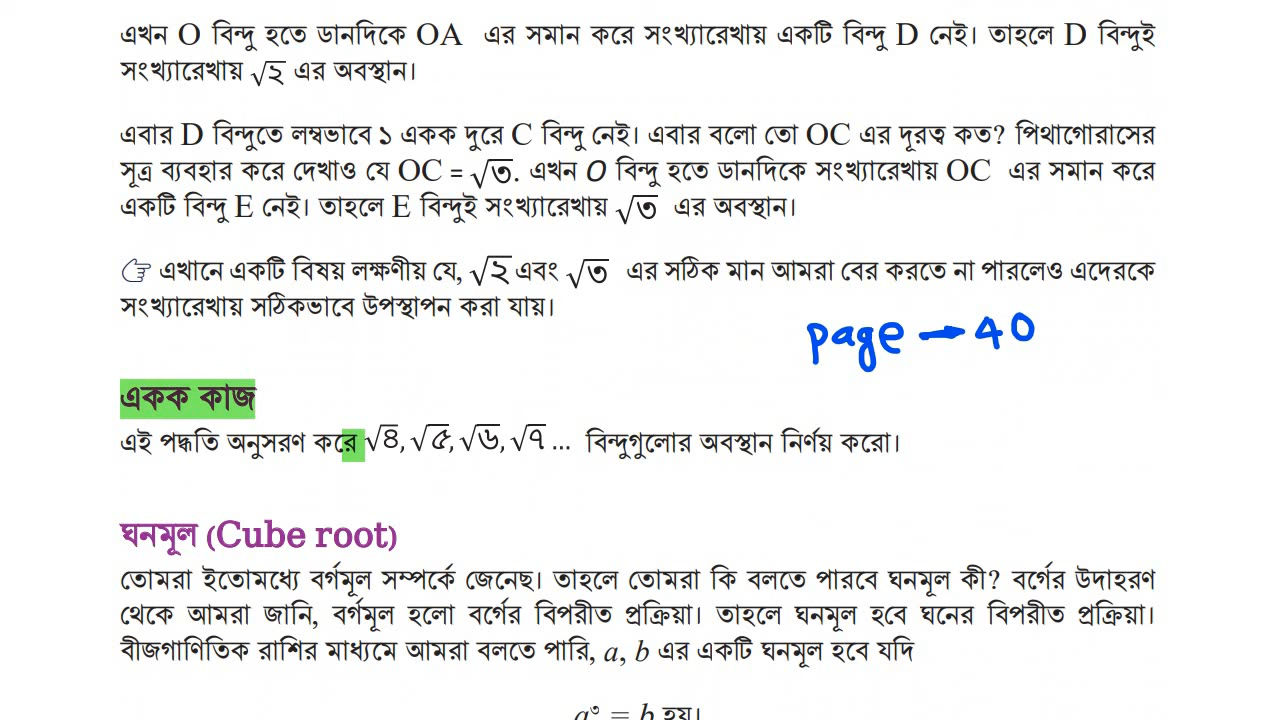 এখন O বিন্দু হতে ডানদিকে OA এর সমান করে সংখ্যারেখায় একটি বিন্দু D নেই। তাহলে D বিন্দুই
সংখ্যারেখায় √২ এর অবস্থান।
এবার D বিন্দুতে লম্বভাবে ১ একক দুরে C বিন্দু নেই। এবার বলো তো OC এর দূরত্ব কত? পিথাগোরাসের
সূত্র ব্যবহার করে দেখাও যে OC = √৩. এখন O বিন্দু হতে ডানদিকে সংখ্যারেখায় OC এর সমান করে
একটি বিন্দু E নেই। তাহলে E বিন্দুই সংখ্যারেখায় √৩ এর অবস্থান।
☞ এখানে একটি বিষয় লক্ষণীয় যে, √২ এবং √৩ এর সঠিক মান আমরা বের করতে না পারলেও এদেরকে
সংখ্যারেখায় সঠিকভাবে উপস্থাপন করা যায়।
page → 40
একক কাজ
এই পদ্ধতি অনুসরণ করে √৪, √৫, √৬, √৭ ... বিন্দুগুলোর অবস্থান নির্ণয় করো।
ঘনমূল (Cube root)
তোমরা ইতোমধ্যে বর্গমূল সম্পর্কে জেনেছ। তাহলে তোমরা কি বলতে পারবে ঘনমূল কী? বর্গের উদাহরণ
থেকে আমরা জানি, বর্গমূল হলো বর্গের বিপরীত প্রক্রিয়া। তাহলে ঘনমূল হবে ঘনের বিপরীত প্রক্রিয়া।
বীজগাণিতিক রাশির মাধ্যমে আমরা বলতে পারি, a, b এর একটি ঘনমূল হবে যদি
a³ = b হয়।